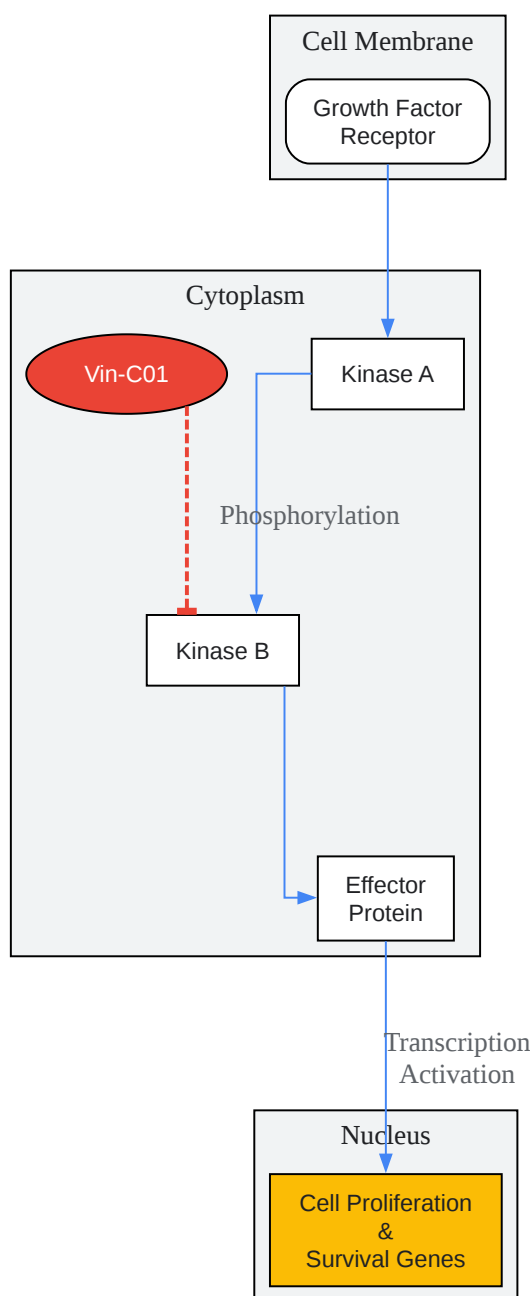 Cell Membrane
Growth Factor
Receptor
Cytoplasm
Vin-C01
Kinase A
Phosphorylation
Kinase B
Effector
Protein
Transcription
Activation
Nucleus
Cell Proliferation
&
Survival Genes